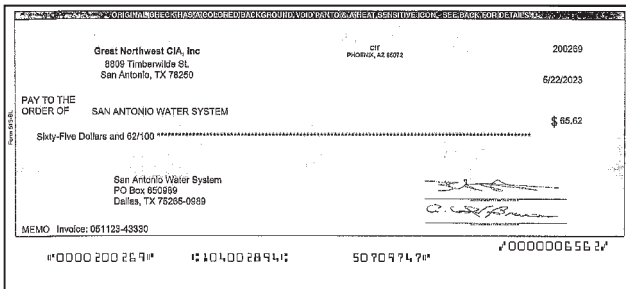 ORIGINAL CHECK HAS A COLORED BACKGROUND, VOID PANTO & A HEAT SENSITIVE ICON - SEE BACK FOR DETAILS
Great Northwest CIA, Inc
8809 Timberwilde St.
San Antonio, TX 78250
CIT
PHOENIX, AZ 85072
200269
5/22/2023
PAY TO THE
ORDER OF SAN ANTONIO WATER SYSTEM
$ 65.62
Sixty-Five Dollars and 62/100
San Antonio Water System
PO Box 650989
Dallas, TX 75265-0989
MEMO Invoice: 051123-43330
⑈0000200269⑈ ⑆104002894⑆ 50709747⑈ ⑇0000006562⑇